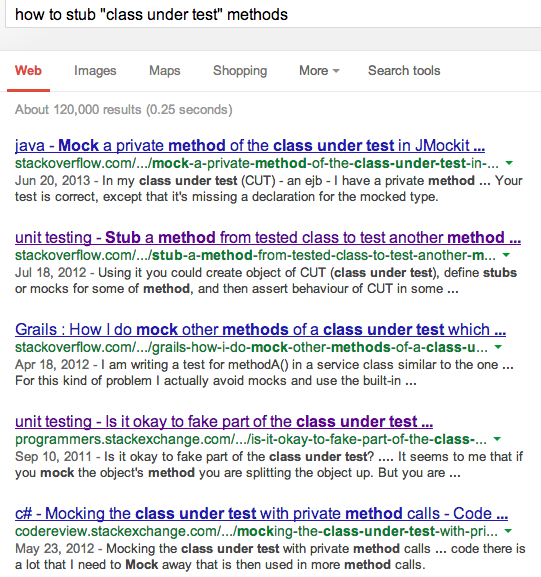 how to stub "class under test" methods
Web Images Maps Shopping More Search tools
About 120,000 results (0.25 seconds)
java - Mock a private method of the class under test in JMockit ...
stackoverflow.com/.../mock-a-private-method-of-the-class-under-test-in-...
Jun 20, 2013 - In my class under test (CUT) - an ejb - I have a private method ... Your
test is correct, except that it's missing a declaration for the mocked type.
unit testing - Stub a method from tested class to test another method ...
stackoverflow.com/.../stub-a-method-from-tested-class-to-test-another-m...
Jul 18, 2012 - Using it you could create object of CUT (class under test), define stubs
or mocks for some of method, and then assert behaviour of CUT in some ...
Grails : How I do mock other methods of a class under test which ...
stackoverflow.com/.../grails-how-i-do-mock-other-methods-of-a-class-u...
Apr 18, 2012 - I am writing a test for methodA() in a service class similar to the one ...
For this kind of problem I actually avoid mocks and use the built-in ...
unit testing - Is it okay to fake part of the class under test ...
programmers.stackexchange.com/.../is-it-okay-to-fake-part-of-the-class-...
Sep 10, 2011 - Is it okay to fake part of the class under test? .... It seems to me that if
you mock the object's method you are splitting the object up. But you are ...
c# - Mocking the class under test with private method calls - Code ...
codereview.stackexchange.com/.../mocking-the-class-under-test-with-pri...
May 23, 2012 - Mocking the class under test with private method calls ... code there is
a lot that I need to Mock away that is then used in more method calls.